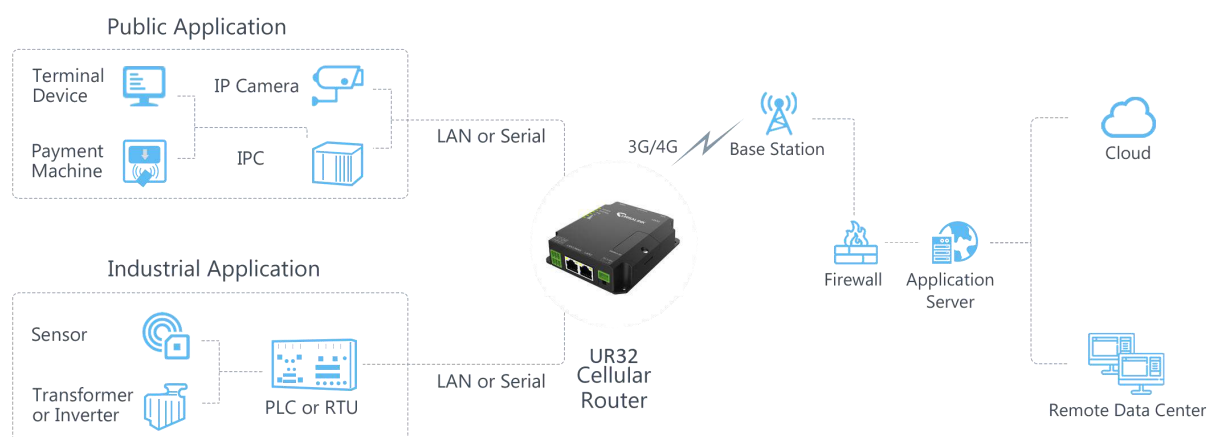 Public Application
Terminal
Device
IP Camera
Payment
Machine
IPC
LAN or Serial
3G/4G
Base Station
Cloud
Firewall
Application
Server
Industrial Application
Sensor
Transformer
or Inverter
PLC or RTU
LAN or Serial
UR32
Cellular
Router
Remote Data Center